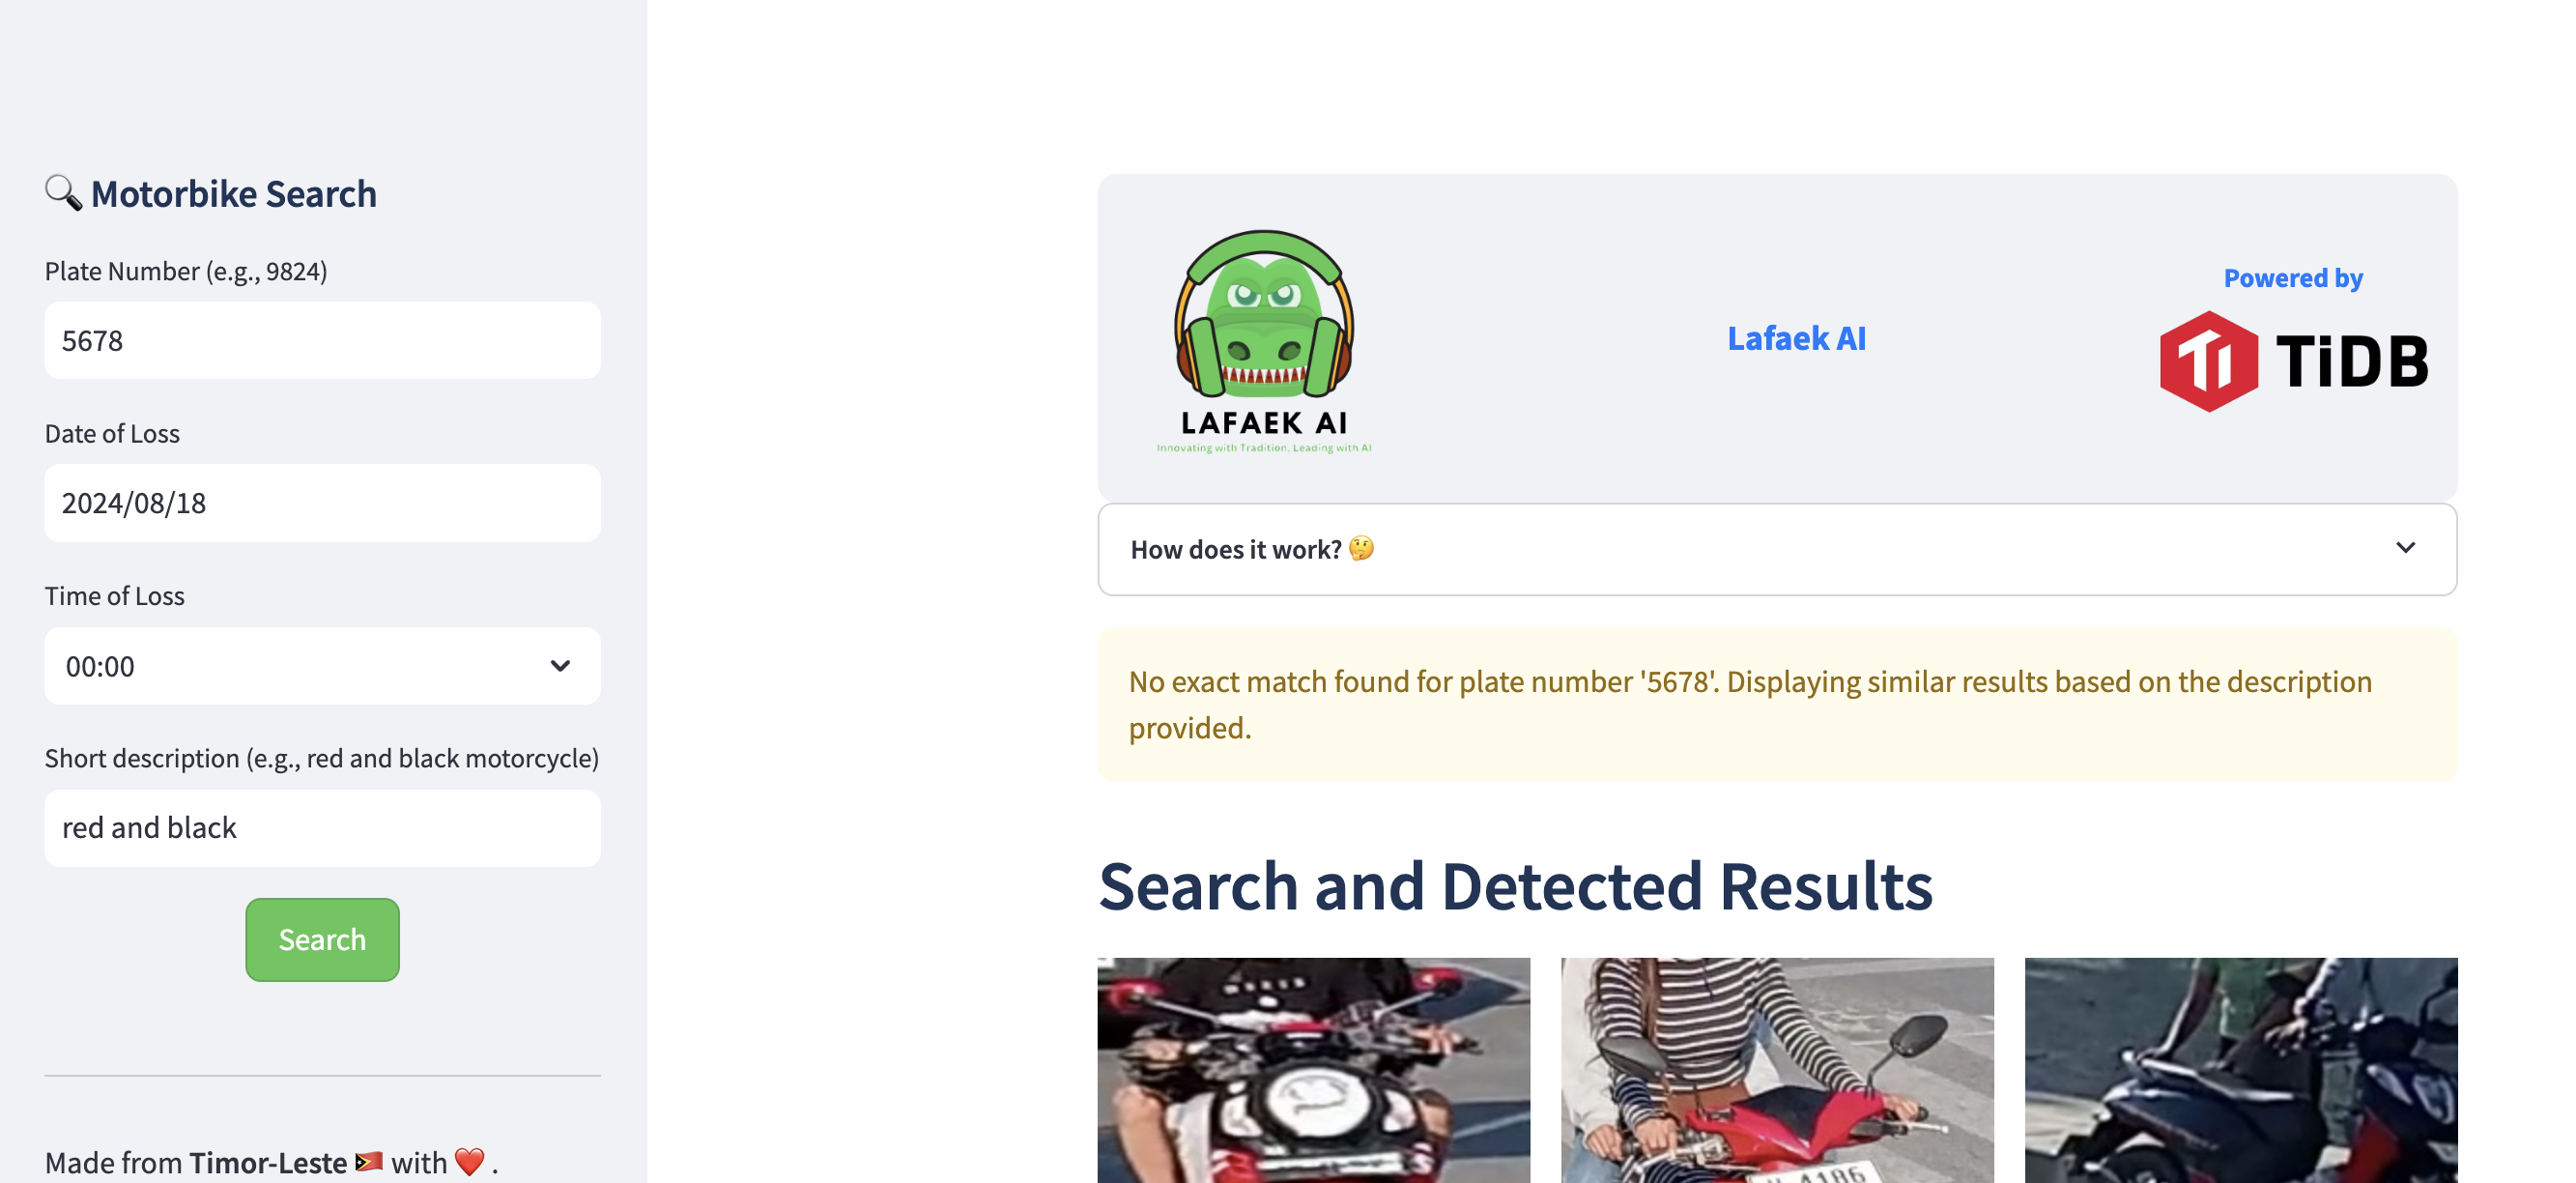 🔍 Motorbike Search
Plate Number (e.g., 9824)
5678
Date of Loss
2024/08/18
Time of Loss
00:00
Short description (e.g., red and black motorcycle)
red and black
Search
Made from Timor-Leste 🇹🇱 with ❤️ .
LAFAEK AI
Innovating with Tradition, Leading with AI
Lafaek AI
Powered by
TiDB
How does it work? 🤔
No exact match found for plate number '5678'. Displaying similar results based on the description
provided.
Search and Detected Results
4186